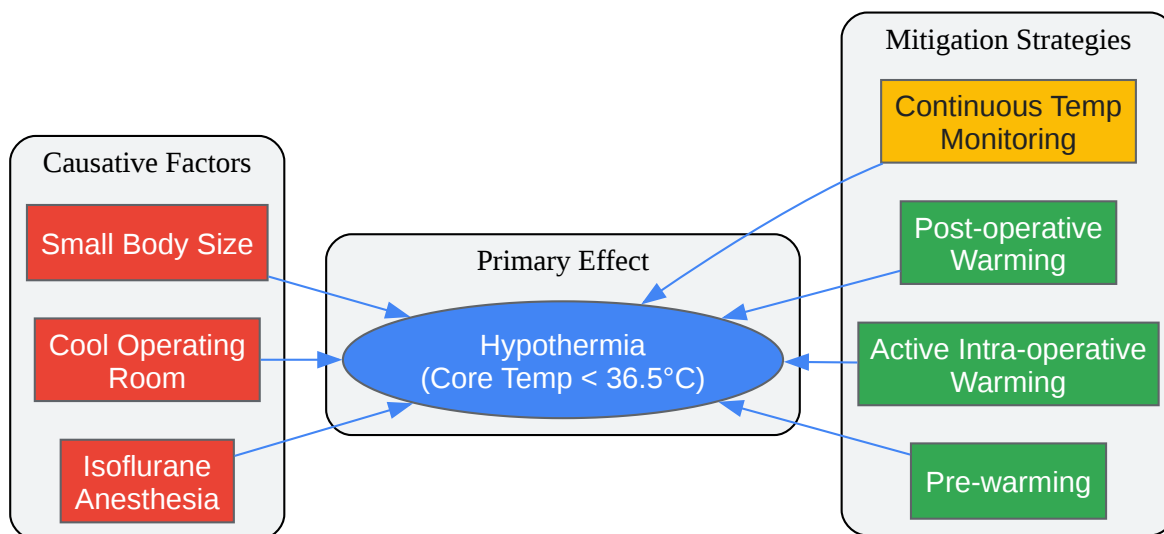 Causative Factors
Small Body Size
Cool Operating
Room
Isoflurane
Anesthesia
Primary Effect
Hypothermia
(Core Temp < 36.5°C)
Mitigation Strategies
Continuous Temp
Monitoring
Post-operative
Warming
Active Intra-operative
Warming
Pre-warming